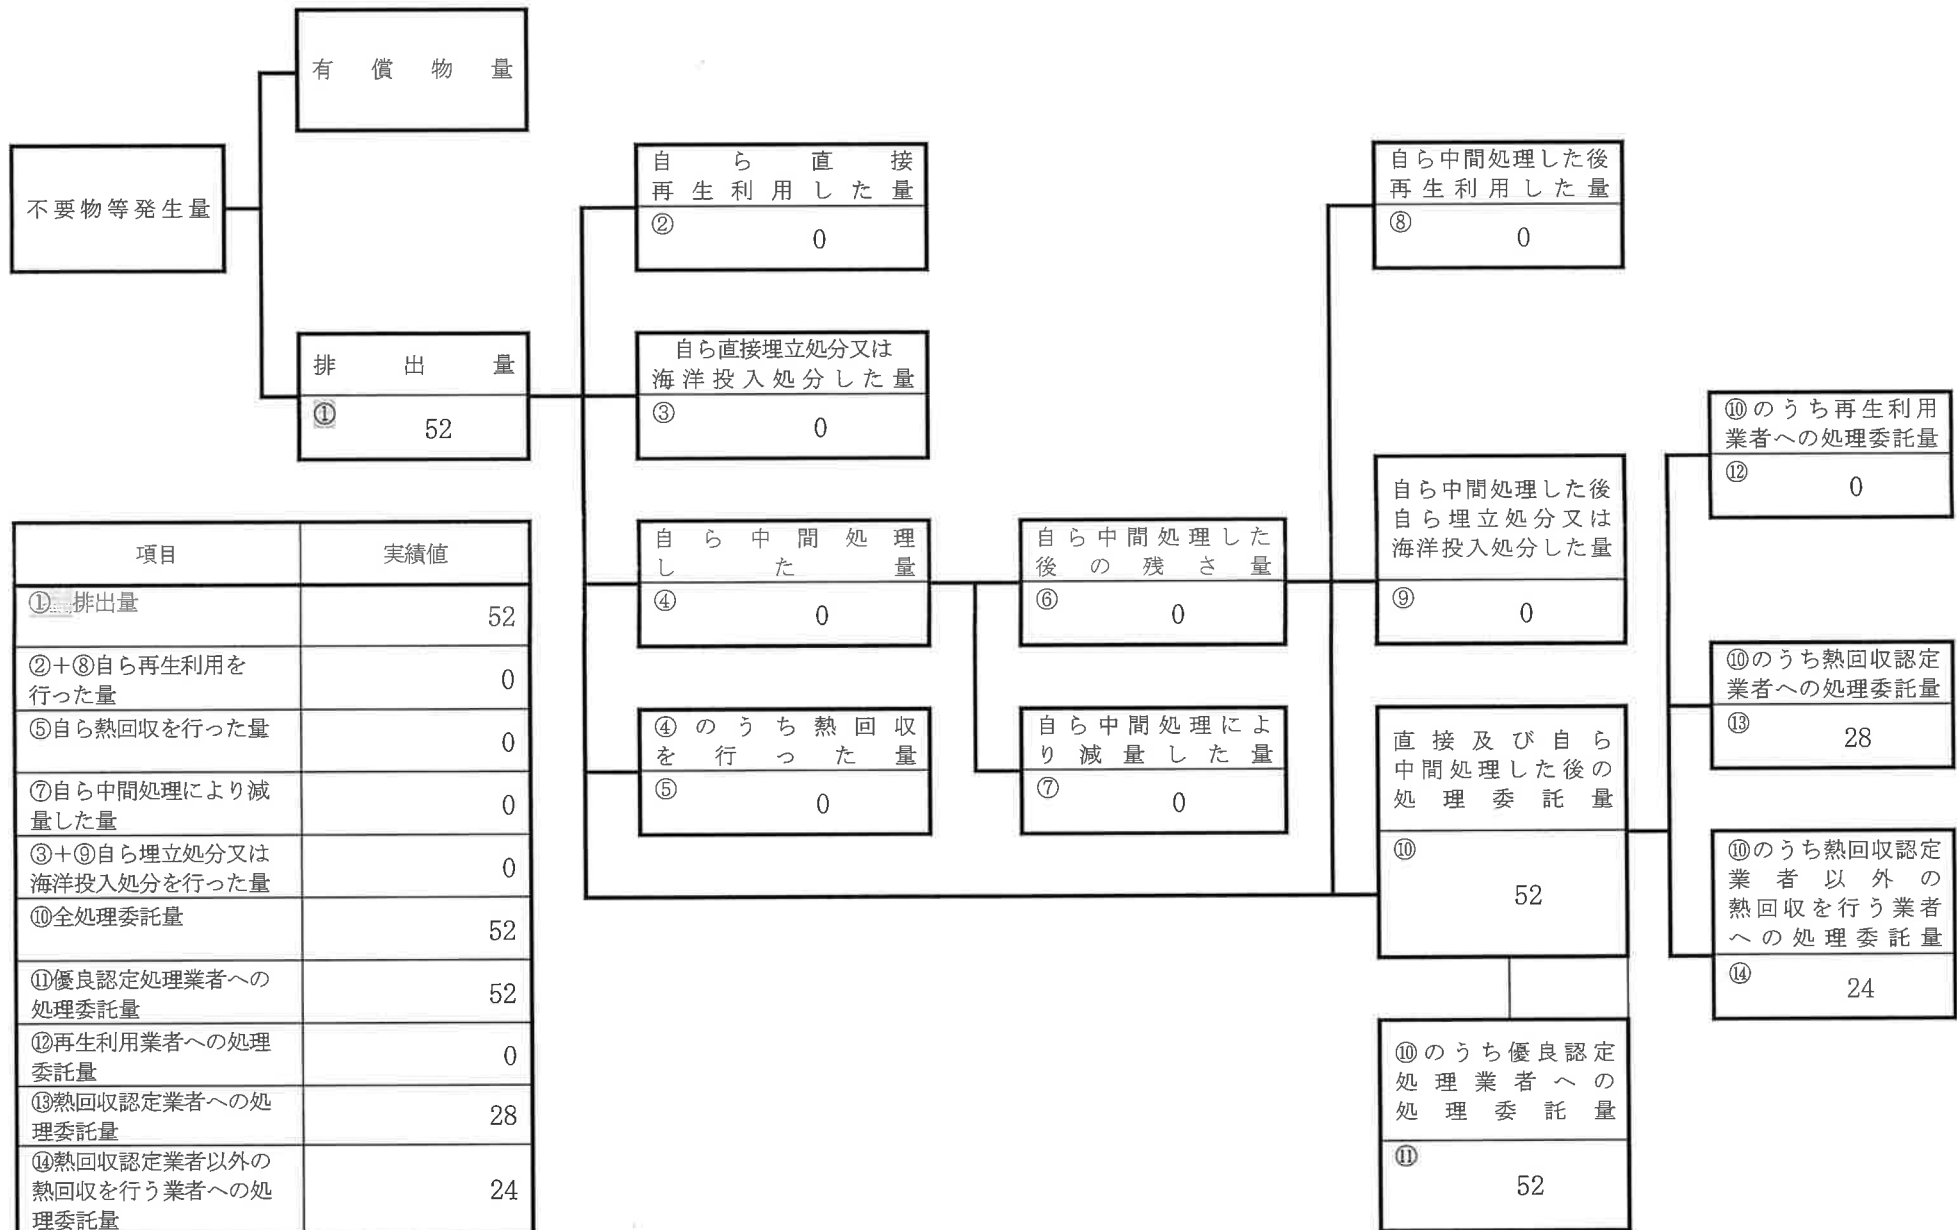 有償物量
不要物等発生量
排出量
①
52
自ら直接
再生利用した量
②
0
自ら直接埋立処分又は
海洋投入処分した量
③
0
自ら中間処理
した量
④
0
④のうち熱回収
を行った量
⑤
0
自ら中間処理した
後の残さ量
⑥
0
自ら中間処理によ
り減量した量
⑦
0
自ら中間処理した後
再生利用した量
⑧
0
自ら中間処理した後
自ら埋立処分又は
海洋投入処分した量
⑨
0
直接及び自ら
中間処理した後の
処理委託量
⑩
52
⑩のうち優良認定
処理業者への
処理委託量
⑪
52
⑩のうち再生利用
業者への処理委託量
⑫
0
⑩のうち熱回収認定
業者への処理委託量
⑬
28
⑩のうち熱回収認定
業者以外の
熱回収を行う業者
への処理委託量
⑭
24
項目 実績値
①排出量
52
②+⑧自ら再生利用を
行った量
0
⑤自ら熱回収を行った量
0
⑦自ら中間処理により減
量した量
0
③+⑨自ら埋立処分又は
海洋投入処分を行った量
0
⑩全処理委託量
52
⑪優良認定処理業者への
処理委託量
52
⑫再生利用業者への処理
委託量
0
⑬熱回収認定業者への処
理委託量
28
⑭熱回収認定業者以外の
熱回収を行う業者への処
理委託量
24